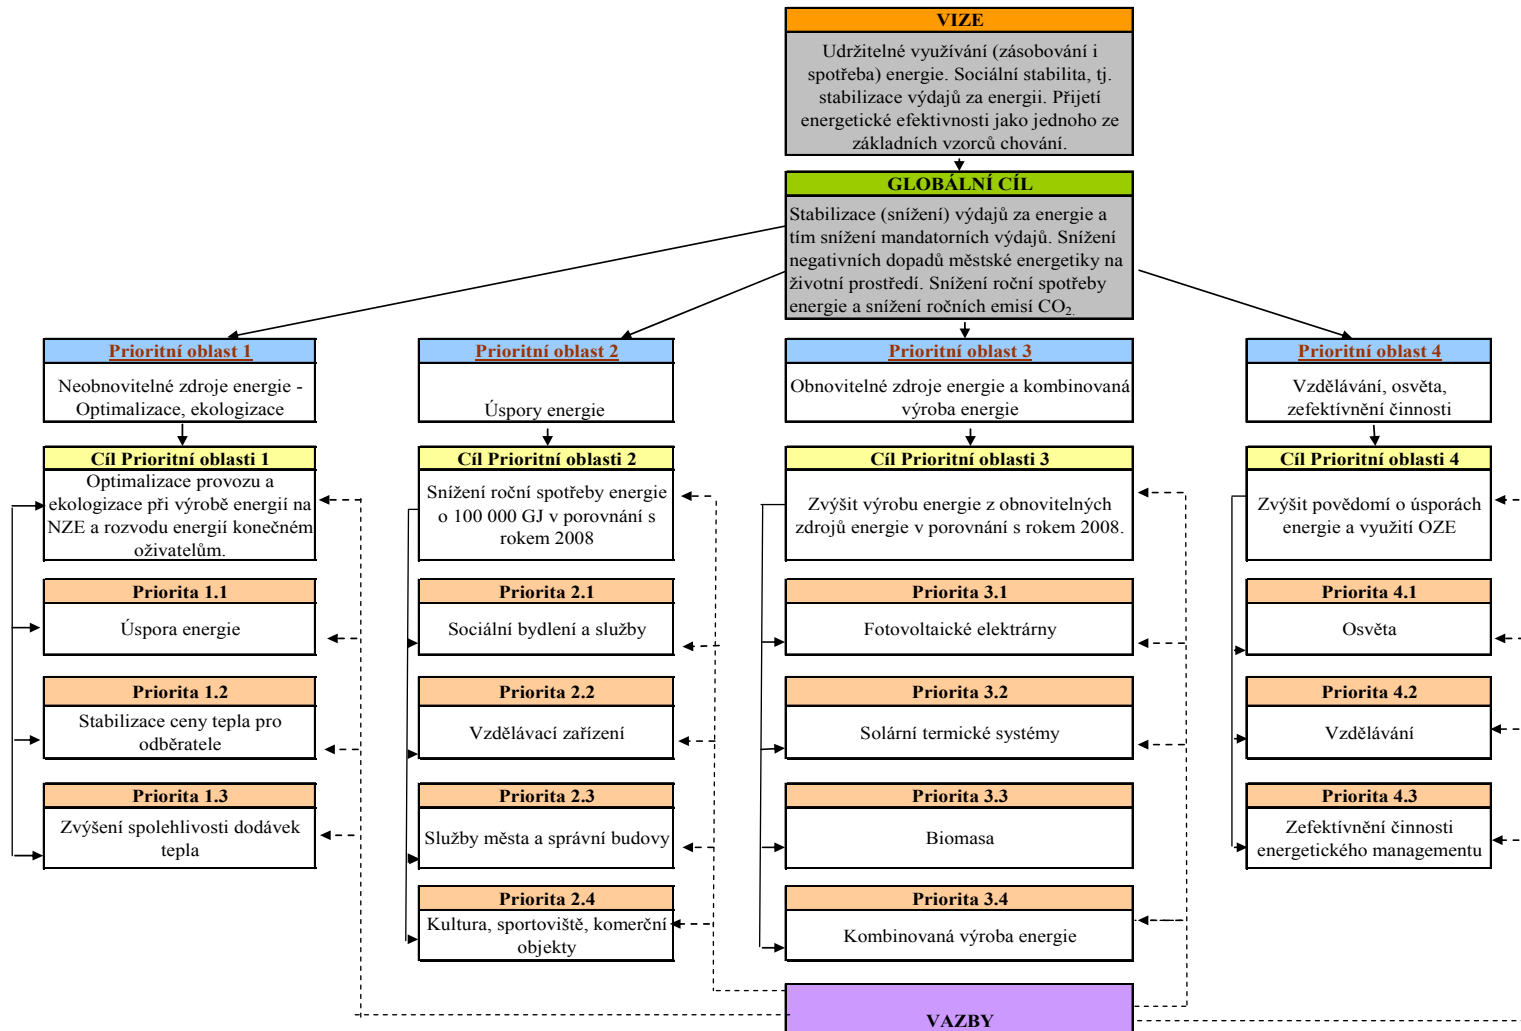 VIZE
Udržitelné využívání (zásobování i
spotřeba) energie. Sociální stabilita, tj.
stabilizace výdajů za energii. Přijetí
energetické efektivnosti jako jednoho ze
základních vzorců chování.
GLOBÁLNÍ CÍL
Stabilizace (snížení) výdajů za energie a
tím snížení mandatorních výdajů. Snížení
negativních dopadů městské energetiky na
životní prostředí. Snížení roční spotřeby
energie a snížení ročních emisí CO2.
Prioritní oblast 1
Neobnovitelné zdroje energie -
Optimalizace, ekologizace
Cíl Prioritní oblasti 1
Optimalizace provozu a
ekologizace při výrobě energií na
NZE a rozvodu energií konečném
oživatelům.
Priorita 1.1
Úspora energie
Priorita 1.2
Stabilizace ceny tepla pro
odběratele
Priorita 1.3
Zvýšení spolehlivosti dodávek
tepla
Prioritní oblast 2
Úspory energie
Cíl Prioritní oblasti 2
Snížení roční spotřeby energie
o 100 000 GJ v porovnání s
rokem 2008
Priorita 2.1
Sociální bydlení a služby
Priorita 2.2
Vzdělávací zařízení
Priorita 2.3
Služby města a správní budovy
Priorita 2.4
Kultura, sportoviště, komerční
objekty
Prioritní oblast 3
Obnovitelné zdroje energie a kombinovaná
výroba energie
Cíl Prioritní oblasti 3
Zvýšit výrobu energie z obnovitelných
zdrojů energie v porovnání s rokem 2008.
Priorita 3.1
Fotovoltaické elektrárny
Priorita 3.2
Solární termické systémy
Priorita 3.3
Biomasa
Priorita 3.4
Kombinovaná výroba energie
Prioritní oblast 4
Vzdělávání, osvěta,
zefektívnění činnosti
Cíl Prioritní oblasti 4
Zvýšit povědomí o úsporách
energie a využití OZE
Priorita 4.1
Osvěta
Priorita 4.2
Vzdělávání
Priorita 4.3
Zefektívnění činnosti
energetického managementu
VAZBY